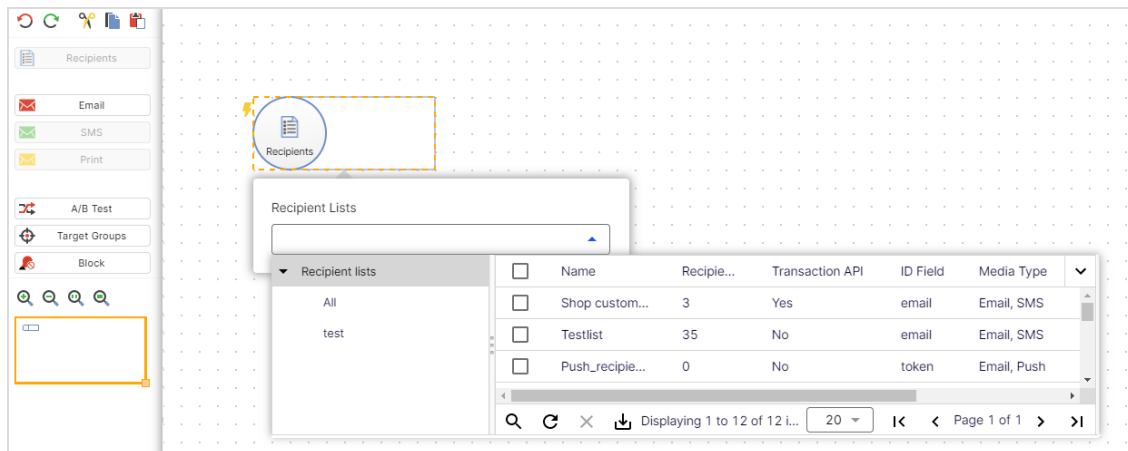 Recipients
Email
SMS
Print
A/B Test
Target Groups
Block
Recipients
Recipient Lists
Recipient lists
All
test
Name Recipie... Transaction API ID Field Media Type
Shop custom... 3 Yes email Email, SMS
Testlist 35 No email Email, SMS
Push_recipie... 0 No token Email, Push
Displaying 1 to 12 of 12 i... 20 Page 1 of 1